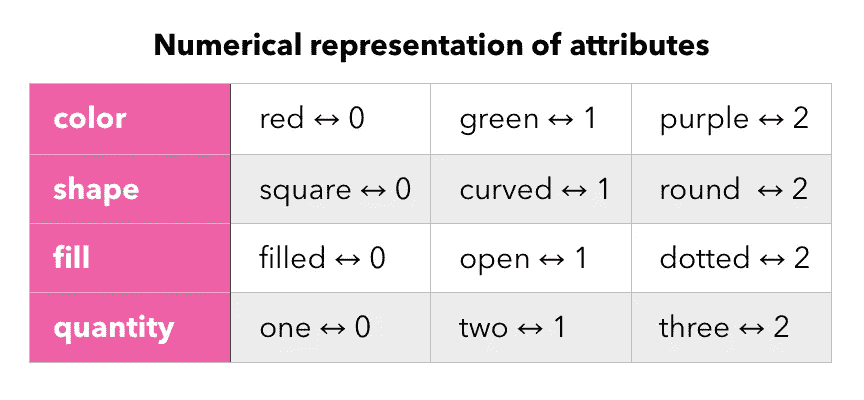 Numerical representation of attributes
color red ↔ 0 green ↔ 1 purple ↔ 2
shape square ↔ 0 curved ↔ 1 round ↔ 2
fill filled ↔ 0 open ↔ 1 dotted ↔ 2
quantity one ↔ 0 two ↔ 1 three ↔ 2